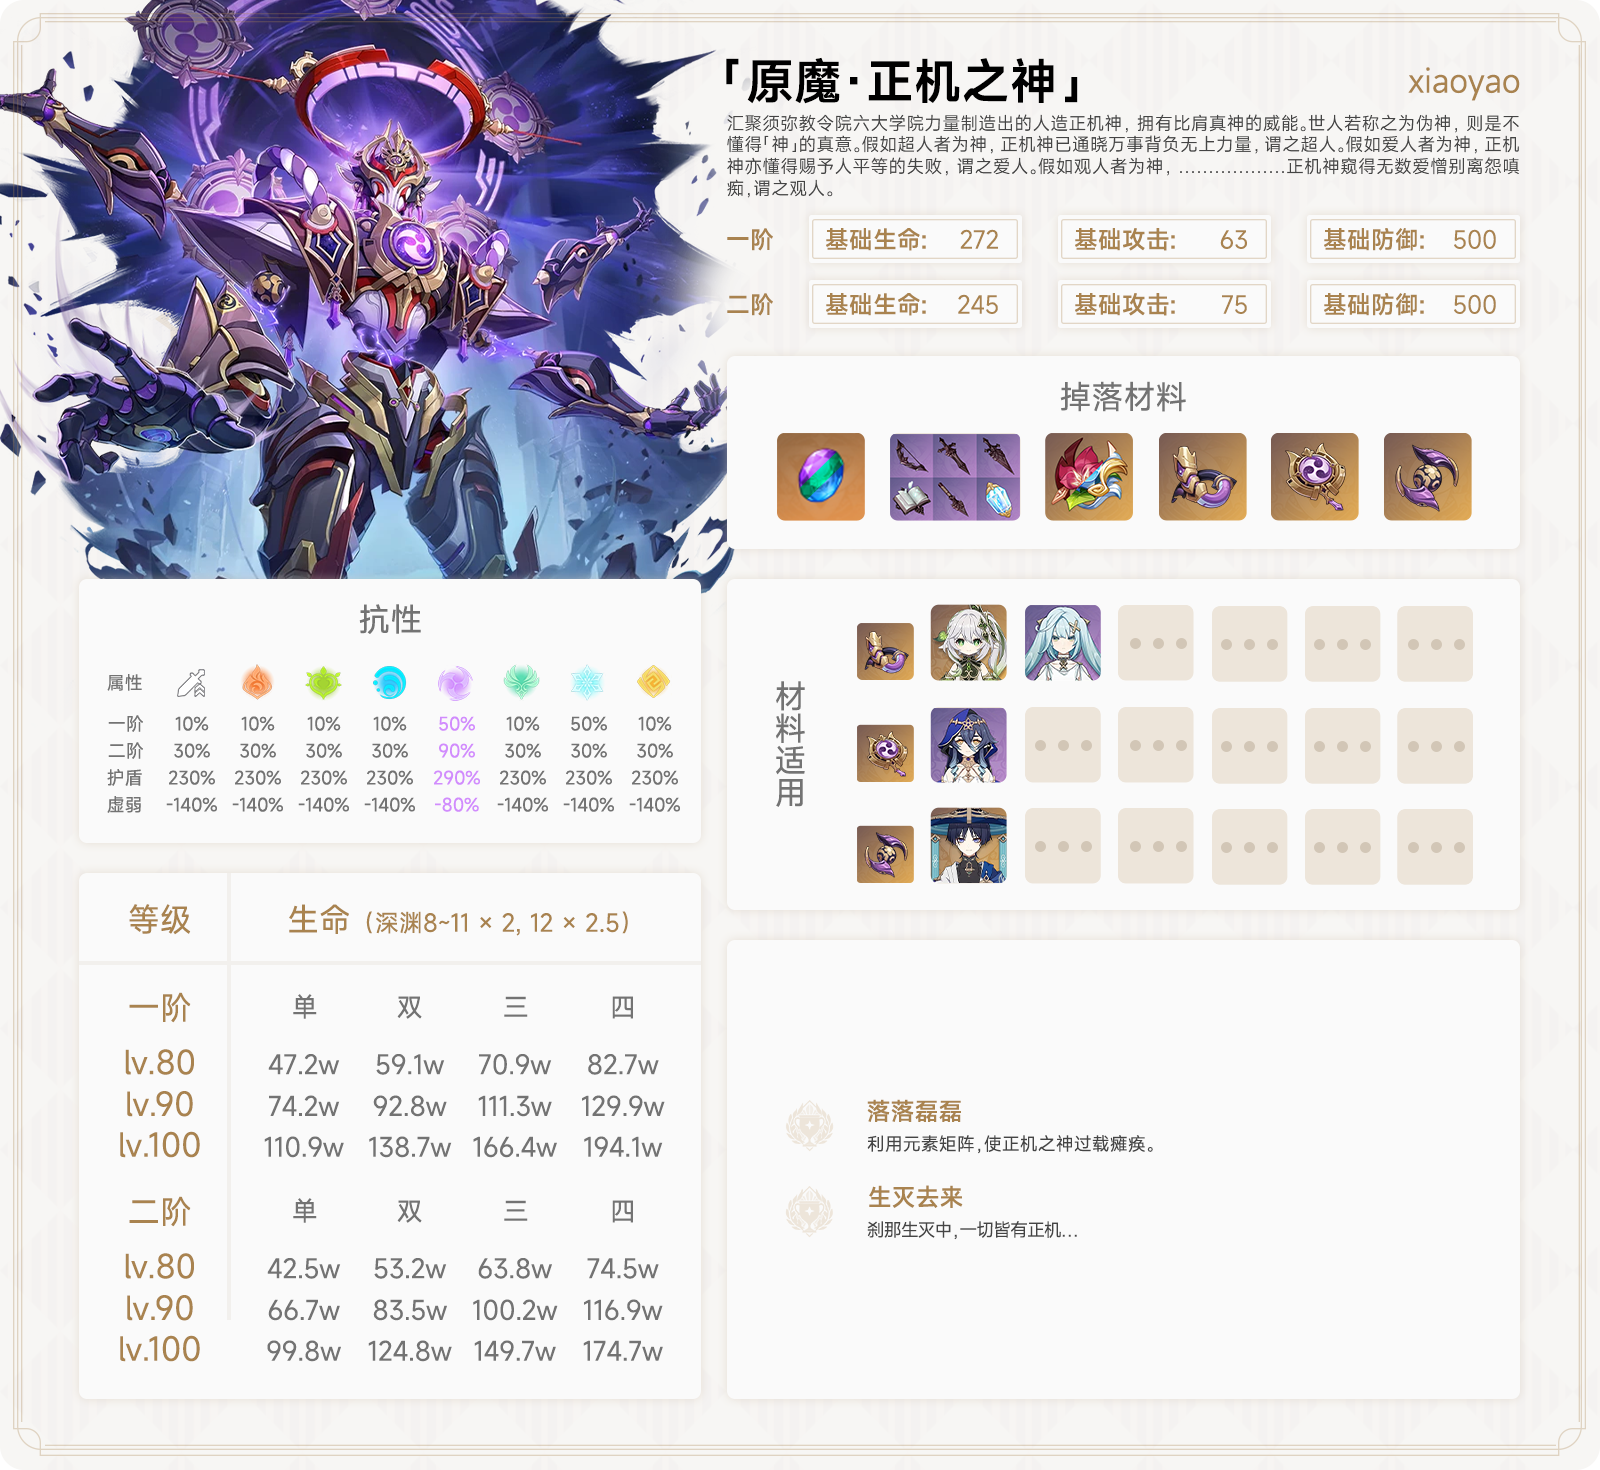 「原魔·正机之神」
xiaoyao
汇聚须弥教令院六大学院力量制造出的人造正机神, 拥有比肩真神的威能。世人若称之为伪神, 则是不
懂得「神」的真意。假如超人者为神, 正机神已通晓万事背负无上力量, 谓之超人。假如爱人者为神, 正机
神亦懂得赐予人平等的失败, 谓之爱人。假如观人者为神, ..................正机神窥得无数爱憎别离怨嗔
痴,谓之观人。
一阶 基础生命: 272 基础攻击: 63 基础防御: 500
二阶 基础生命: 245 基础攻击: 75 基础防御: 500
掉落材料
抗性
属性
一阶 10% 10% 10% 10% 50% 10% 50% 10%
二阶 30% 30% 30% 30% 90% 30% 30% 30%
护盾 230% 230% 230% 230% 290% 230% 230% 230%
虚弱 -140% -140% -140% -140% -80% -140% -140% -140%
材料适用
等级 生命 (深渊8~11 × 2, 12 × 2.5)
一阶 单 双 三 四
lv.80 47.2w 59.1w 70.9w 82.7w
lv.90 74.2w 92.8w 111.3w 129.9w
lv.100 110.9w 138.7w 166.4w 194.1w
二阶 单 双 三 四
lv.80 42.5w 53.2w 63.8w 74.5w
lv.90 66.7w 83.5w 100.2w 116.9w
lv.100 99.8w 124.8w 149.7w 174.7w
落落磊磊
利用元素矩阵,使正机之神过载瘫痪。
生灭去来
刹那生灭中,一切皆有正机...